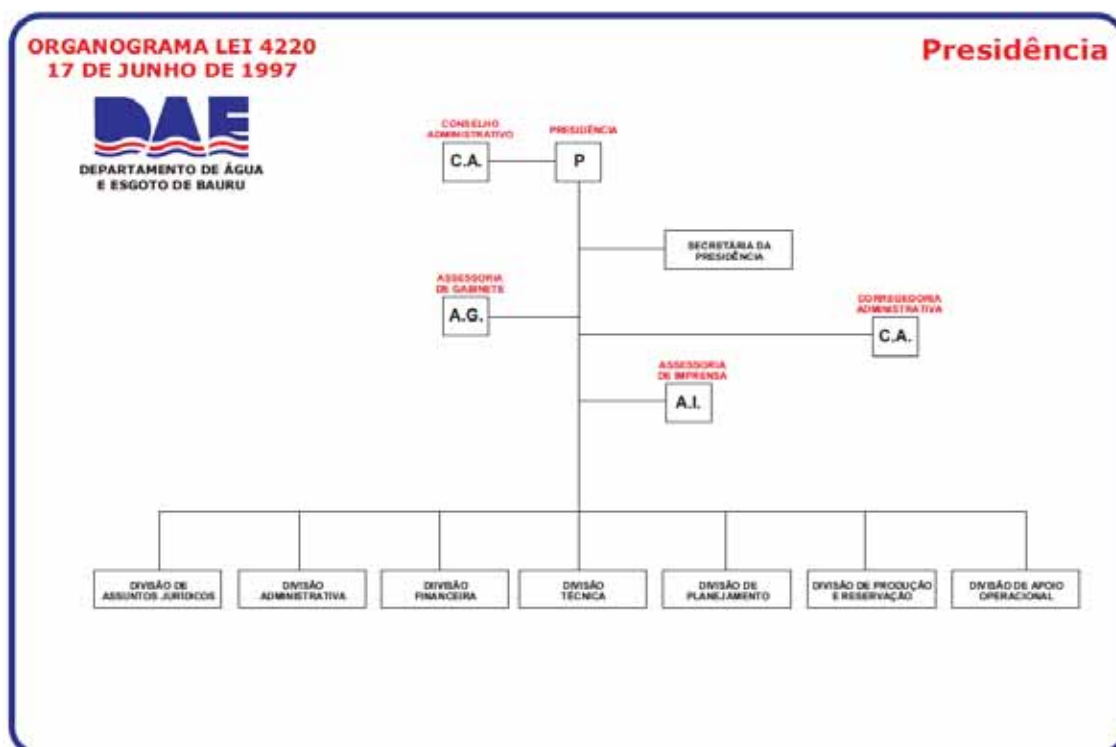 ORGANOGRAMA LEI 4220
17 DE JUNHO DE 1997
Presidência
DAE
DEPARTAMENTO DE ÁGUA
E ESGOTO DE BAURU
CONSELHO
ADMINISTRATIVO
C.A.
PRESIDÊNCIA
P
SECRETÁRIA DA
PRESIDÊNCIA
ASSESSORIA
DE GABINETE
A.G.
CORREGEDORIA
ADMINISTRATIVA
C.A.
ASSESSORIA
DE IMPRENSA
A.I.
DIVISÃO DE
ASSUNTOS JURÍDICOS
DIVISÃO
ADMINISTRATIVA
DIVISÃO
FINANCEIRA
DIVISÃO
TÉCNICA
DIVISÃO DE
PLANEJAMENTO
DIVISÃO DE PRODUÇÃO
E RESERVAÇÃO
DIVISÃO DE APOIO
OPERACIONAL